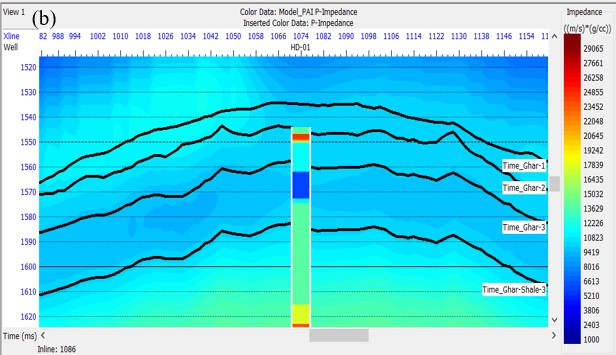 View 1
(b)
Color Data: Model_PAI P-Impedance
Inserted Color Data: P-Impedance
Xline 82 988 994 1002 1010 1018 1026 1034 1042 1050 1058 1066 1074 1082 1090 1098 1106 1114 1122 1130 1138 1146 1154 11
Well HD-01
1520
1530
1540
1550
1560
1570
1580
1590
1600
1610
1620
Time_Ghar-1
Time_Ghar-2
Time_Ghar-3
Time_Ghar-Shale-3
Time (ms)
Inline: 1086
Impedance
((m/s)*(g/cc))
29065
27661
26258
24855
23452
22048
20645
19242
17839
16435
15032
13629
12226
10823
9419
8016
6613
5210
3806
2403
1000